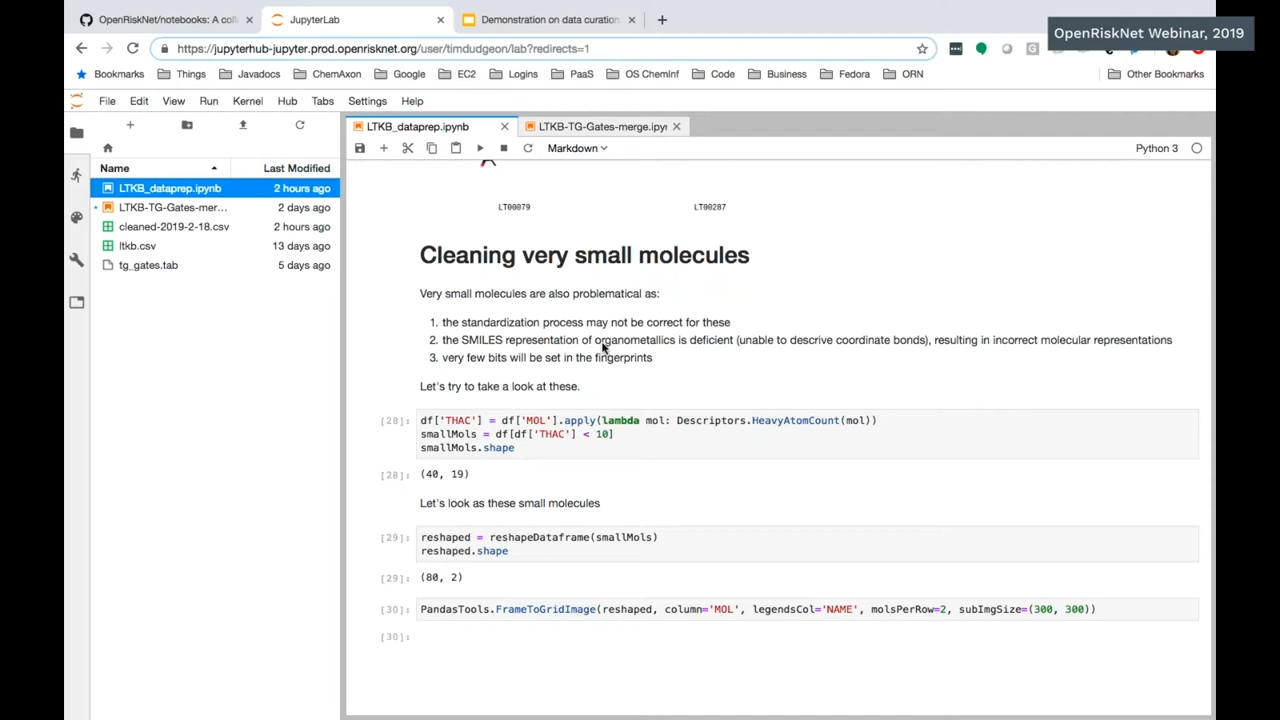 OpenRiskNet/notebooks: A coll
JupyterLab
Demonstration on data curation
OpenRiskNet Webinar, 2019
https://jupyterhub-jupyter.prod.openrisknet.org/user/timdudgeon/lab?redirects=1
Bookmarks Things Javadocs ChemAxon Google EC2 Logins PaaS OS ChemInf Code Business Fedora ORN Other Bookmarks
File Edit View Run Kernel Hub Tabs Settings Help
LTKB_dataprep.ipynb
LTKB-TG-Gates-merge.ipyn
Markdown
Python 3
Name Last Modified
LTKB_dataprep.ipynb 2 hours ago
LTKB-TG-Gates-mer... 2 days ago
cleaned-2019-2-18.csv 2 hours ago
ltkb.csv 13 days ago
tg_gates.tab 5 days ago
LT00079 LT00287
Cleaning very small molecules
Very small molecules are also problematical as:
1. the standardization process may not be correct for these
2. the SMILES representation of organometallics is deficient (unable to descrive coordinate bonds), resulting in incorrect molecular representations
3. very few bits will be set in the fingerprints
Let's try to take a look at these.
[28]: df['THAC'] = df['MOL'].apply(lambda mol: Descriptors.HeavyAtomCount(mol))
smallMols = df[df['THAC'] < 10]
smallMols.shape
[28]: (40, 19)
Let's look as these small molecules
[29]: reshaped = reshapeDataframe(smallMols)
reshaped.shape
[29]: (80, 2)
[30]: PandasTools.FrameToGridImage(reshaped, column='MOL', legendsCol='NAME', molsPerRow=2, subImgSize=(300, 300))
[30]: